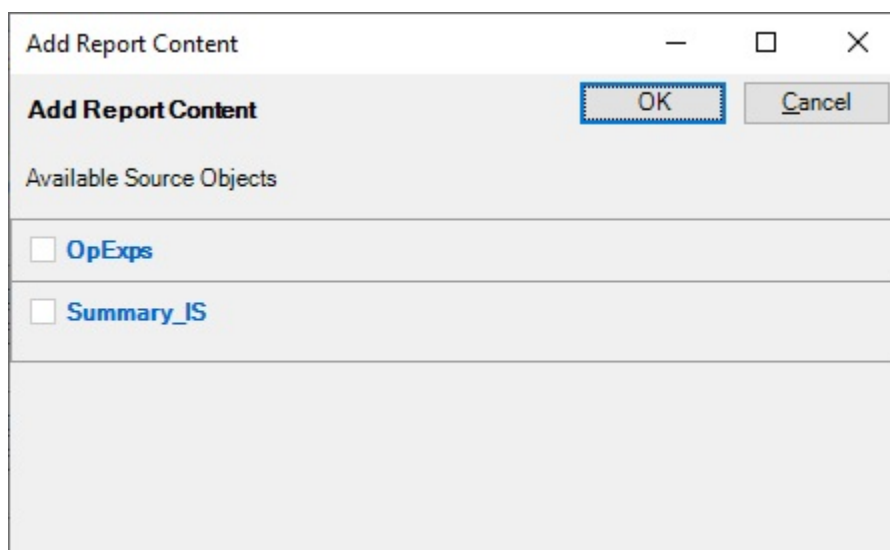 Add Report Content
Add Report Content
OK
Cancel
Available Source Objects
OpExps
Summary_IS